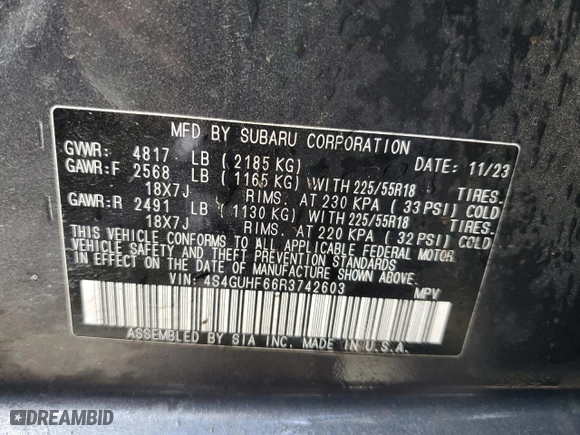 MFD BY SUBARU CORPORATION
GVWR: 4817 LB (2185 KG) DATE: 11/23
GAWR:F 2568 LB (1165 KG) WITH 225/55R18 TIRES.
18X7J RIMS. AT 230 KPA (33 PSI) COLD
GAWR:R 2491 LB (1130 KG) WITH 225/55R18 TIRES.
18X7J RIMS. AT 220 KPA (32 PSI) COLD
THIS VEHICLE CONFORMS TO ALL APPLICABLE FEDERAL MOTOR
VEHICLE SAFETY AND THEFT PREVENTION STANDARDS
IN EFFECT ON THE DATE OF MANUFACTURE SHOWN ABOVE.
VIN: 4S4GUHF66R3742603 MPV
ASSEMBLED BY SIA INC. MADE IN U.S.A.
DREAMBID